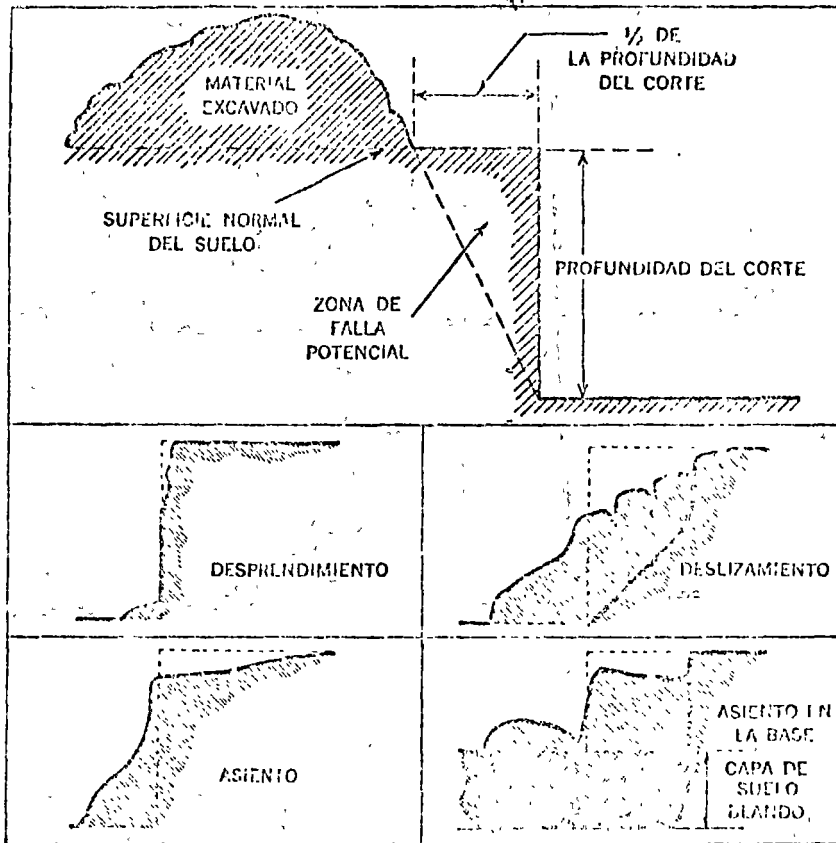 ½ DE
LA PROFUNDIDAD
DEL CORTE
MATERIAL
EXCAVADO
SUPERFICIE NORMAL
DEL SUELO
PROFUNDIDAD DEL CORTE
ZONA DE
FALLA
POTENCIAL
DESPRENDIMIENTO
DESLIZAMIENTO
ASIENTO
ASIENTO EN
LA BASE
CAPA DE
SUELO
BLANDO